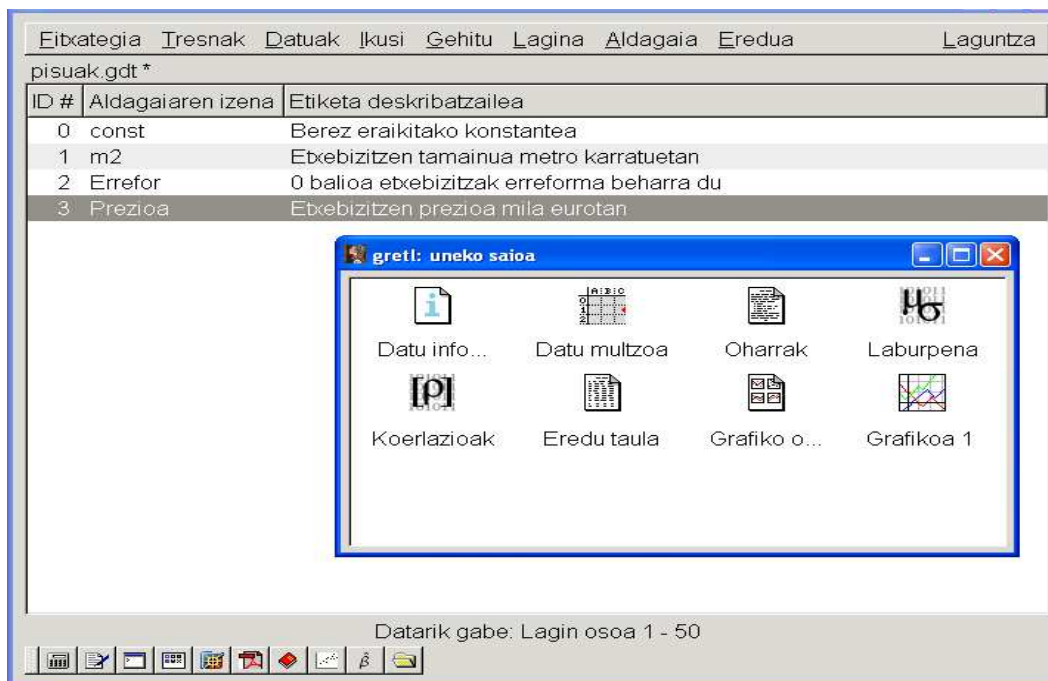 Fitxategia Tresnak Datuak Ikusi Gehitu Lagina Aldagaia Eredua Laguntza
pisuak.gdt *
ID # Aldagaiaren izena Etiketa deskribatzailea
0 const Berez eraikitako konstantea
1 m2 Etxebizitzen tamainua metro karratuetan
2 Errefor 0 balioa etxebizitzak erreforma beharra du
3 Prezioa Etxebizitzen prezioa mila eurotan
gretl: uneko saioa
Datu info... Datu multzoa Oharrak Laburpena
Koerlazioak Eredu taula Grafiko o... Grafikoa 1
Datarik gabe: Lagin osoa 1 - 50